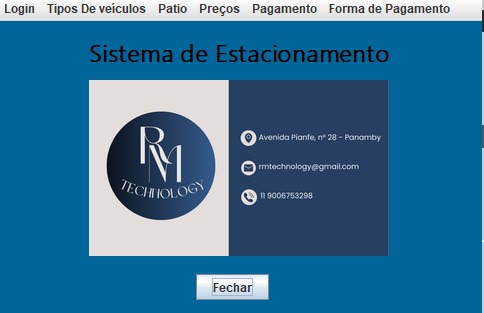 Login Tipos De veículos Patio Preços Pagamento Forma de Pagamento
Sistema de Estacionamento
RM
TECHNOLOGY
Avenida Pianfe, nº 28 - Panamby
rmtechnology@gmail.com
11 9006753298
Fechar